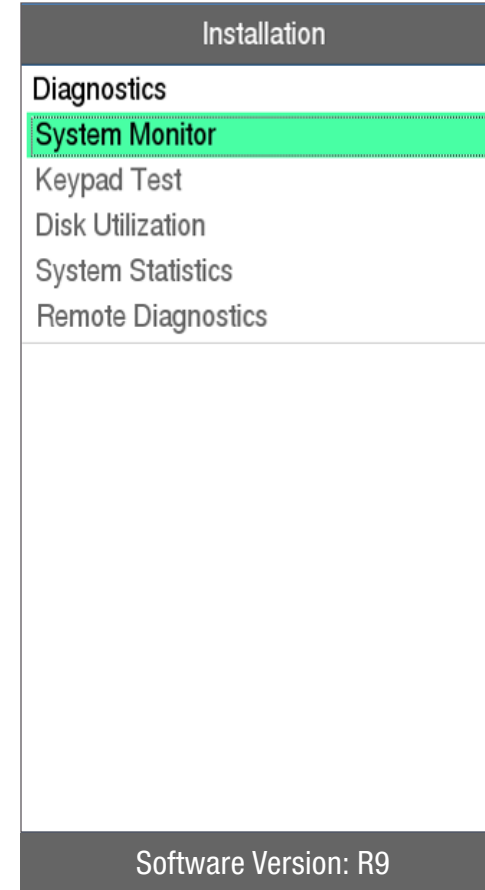 Installation
Diagnostics
System Monitor
Keypad Test
Disk Utilization
System Statistics
Remote Diagnostics
Software Version: R9